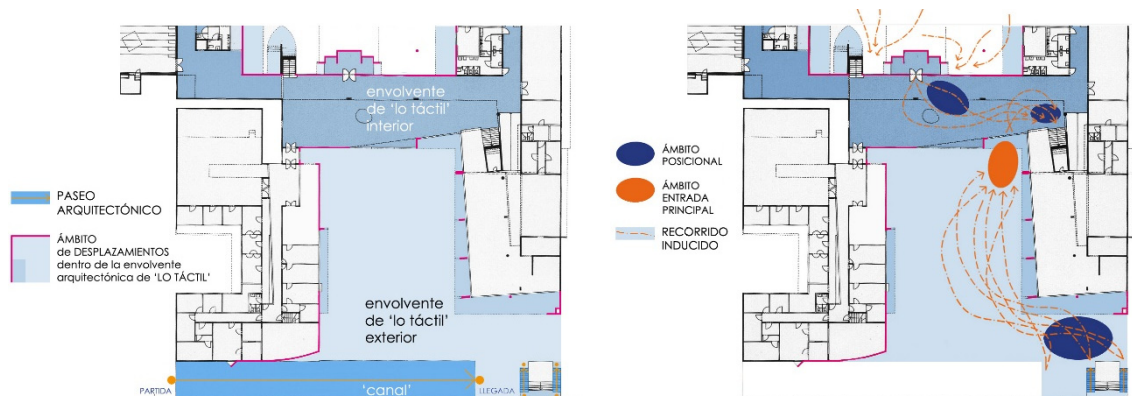 envolvente
de 'lo táctil'
interior
PASEO
ARQUITECTÓNICO
ÁMBITO
de DESPLAZAMIENTOS
dentro de la envolvente
arquitectónica de 'LO TÁCTIL'
envolvente
de 'lo táctil'
exterior
PARTIDA
'canal'
LLEGADA
ÁMBITO
POSICIONAL
ÁMBITO
ENTRADA
PRINCIPAL
RECORRIDO
INDUCIDO